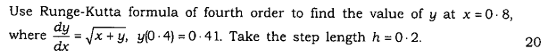 Use Runge-Kutta formula of fourth order to find the value of y at x = 0·8,
where dy/dx = √(x + y), y(0·4) = 0·41. Take the step length h = 0·2. 20